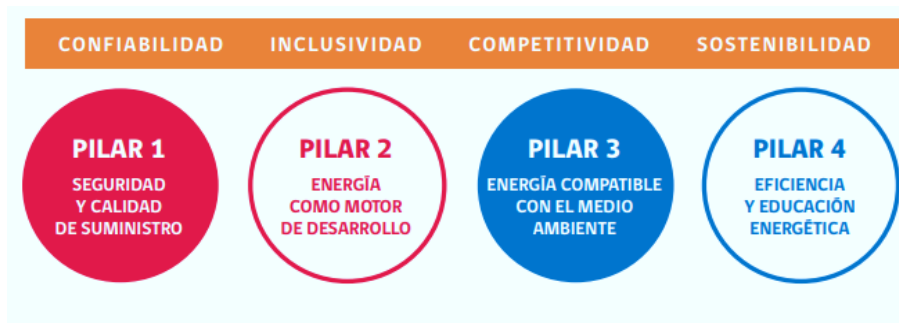 CONFIABILIDAD INCLUSIVIDAD COMPETITIVIDAD SOSTENIBILIDAD
PILAR 1
SEGURIDAD
Y CALIDAD
DE SUMINISTRO
PILAR 2
ENERGÍA
COMO MOTOR
DE DESARROLLO
PILAR 3
ENERGÍA COMPATIBLE
CON EL MEDIO
AMBIENTE
PILAR 4
EFICIENCIA
Y EDUCACIÓN
ENERGÉTICA